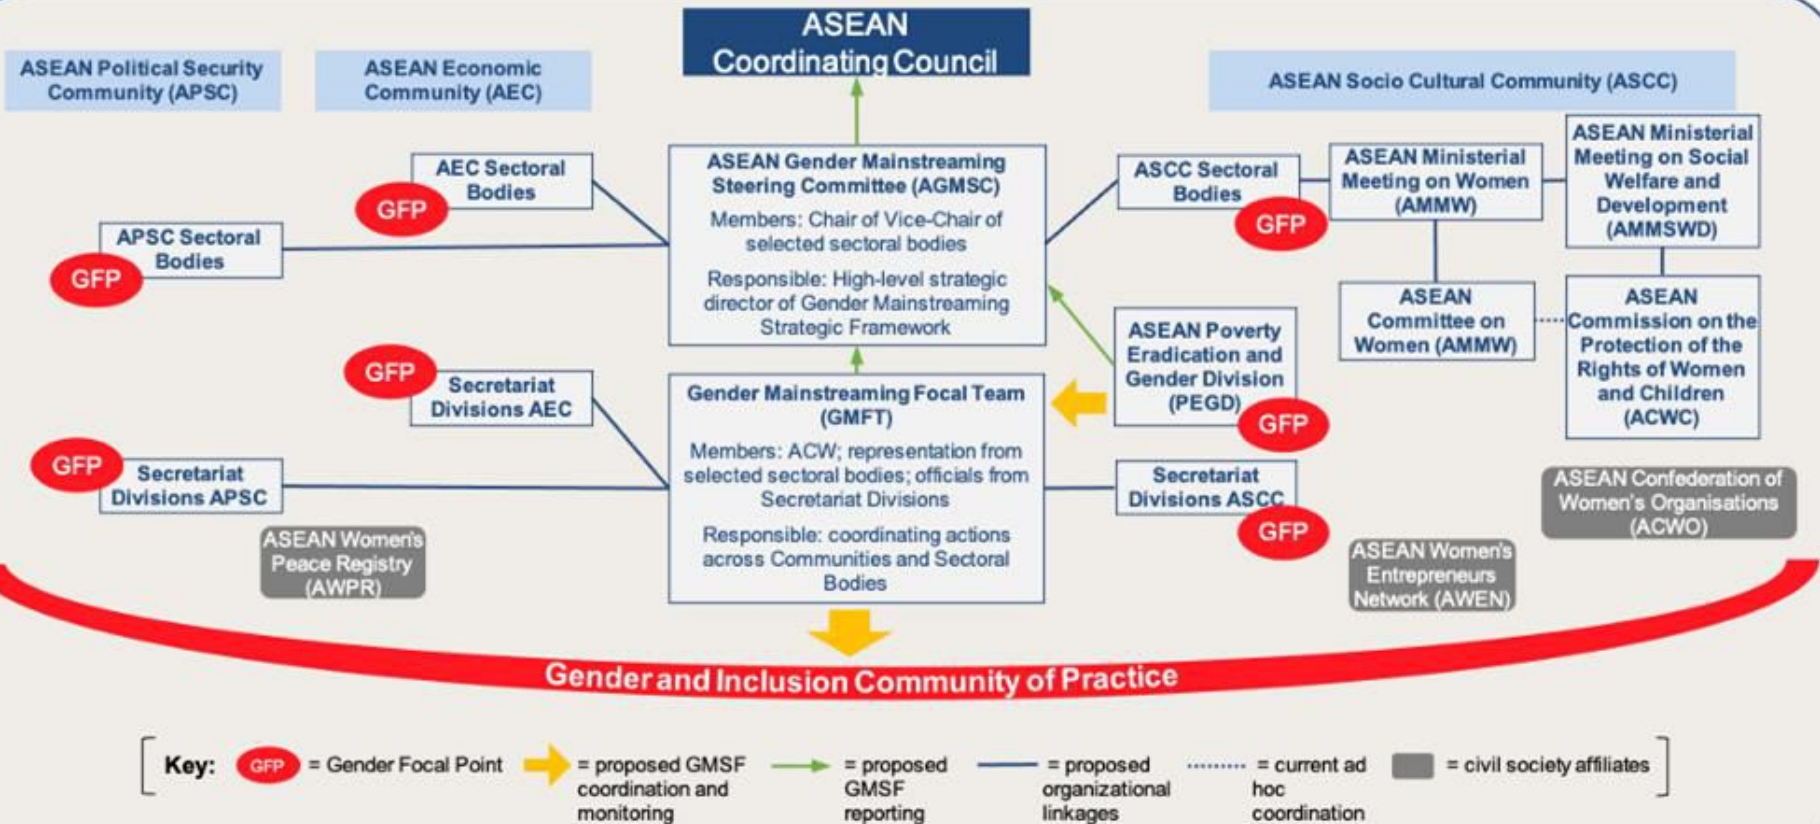 ASEAN
Coordinating Council
ASEAN Political Security
Community (APSC)
ASEAN Economic
Community (AEC)
ASEAN Socio Cultural Community (ASCC)
AEC Sectoral
Bodies
GFP
APSC Sectoral
Bodies
GFP
ASEAN Gender Mainstreaming
Steering Committee (AGMSC)
Members: Chair of Vice-Chair of
selected sectoral bodies
Responsible: High-level strategic
director of Gender Mainstreaming
Strategic Framework
ASCC Sectoral
Bodies
GFP
ASEAN Ministerial
Meeting on Women
(AMMW)
ASEAN Ministerial
Meeting on Social
Welfare and
Development
(AMMSWD)
ASEAN
Committee on
Women (AMMW)
ASEAN
Commission on the
Protection of the
Rights of Women
and Children
(ACWC)
ASEAN Poverty
Eradication and
Gender Division
(PEGD)
GFP
GFP
Secretariat
Divisions AEC
GFP
Secretariat
Divisions APSC
Gender Mainstreaming Focal Team
(GMFT)
Members: ACW; representation from
selected sectoral bodies; officials from
Secretariat Divisions
Responsible: coordinating actions
across Communities and Sectoral
Bodies
Secretariat
Divisions ASCC
GFP
ASEAN Women's
Peace Registry
(AWPR)
ASEAN Women's
Entrepreneurs
Network (AWEN)
ASEAN Confederation of
Women's Organisations
(ACWO)
Gender and Inclusion Community of Practice
Key:
GFP
= Gender Focal Point
= proposed GMSF
coordination and
monitoring
= proposed
GMSF
reporting
= proposed
organizational
linkages
= current ad
hoc
coordination
= civil society affiliates